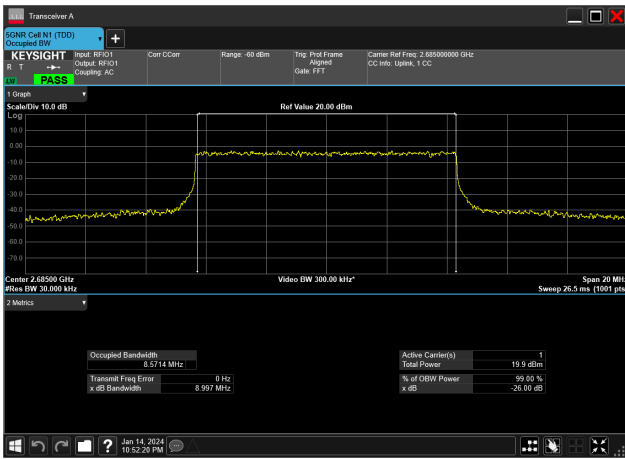 Transceiver A
5GNR Cell N1 (TDD)
Occupied BW
KEYSIGHT
R T
LNI
PASS
Input: RFIO1
Output: RFIO1
Coupling: AC
Corr CCorr
Range: -60 dBm
Trig: Prot Frame
Aligned
Gate: FFT
Carrier Ref Freq: 2.685000000 GHz
CC Info: Uplink, 1 CC
1 Graph
Scale/Div 10.0 dB
Ref Value 20.00 dBm
Log
10.0
0.00
-10.0
-20.0
-30.0
-40.0
-50.0
-60.0
-70.0
Center 2.68500 GHz
Video BW 300.00 kHz*
Span 20 MHz
#Res BW 30.000 kHz
Sweep 26.5 ms (1001 pts
2 Metrics
Occupied Bandwidth
8.5714 MHz
Transmit Freq Error 0 Hz
x dB Bandwidth 8.997 MHz
Active Carrier(s) 1
Total Power 19.9 dBm
% of OBW Power 99.00 %
x dB -26.00 dB
Jan 14, 2024
10:52:20 PM